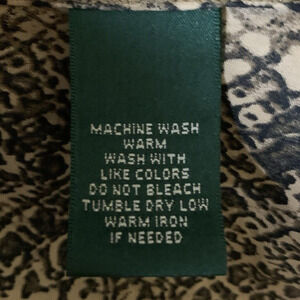 MACHINE WASH
WARM
WASH WITH
LIKE COLORS
DO NOT BLEACH
TUMBLE DRY LOW
WARM IRON
IF NEEDED